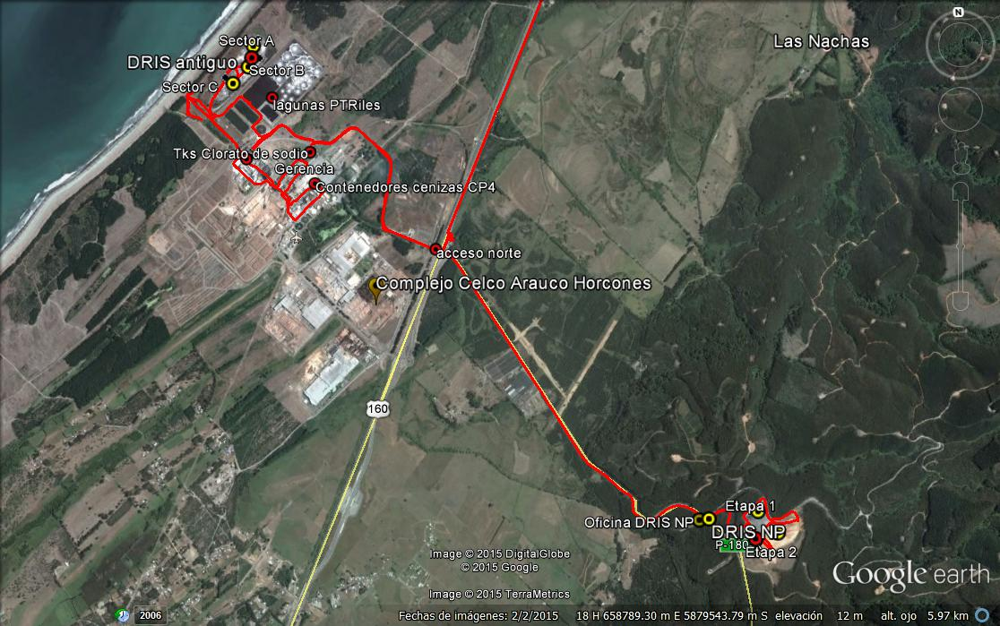 N
Las Nachas
Sector A
DRIS antiguo
Sector B
Sector C
lagunas PTRiles
Tks Clorato de sodio
Gerencia
Contenedores cenizas CP4
acceso norte
Complejo Celco Arauco Horcones
160
Etapa 1
Oficina DRIS NP
DRIS NP
P-180
Etapa 2
Image © 2015 DigitalGlobe
© 2015 Google
Image © 2015 TerraMetrics
Google earth
2006
Fechas de imágenes: 2/2/2015 18 H 658789.30 m E 5879543.79 m S elevación 12 m alt. ojo 5.97 km